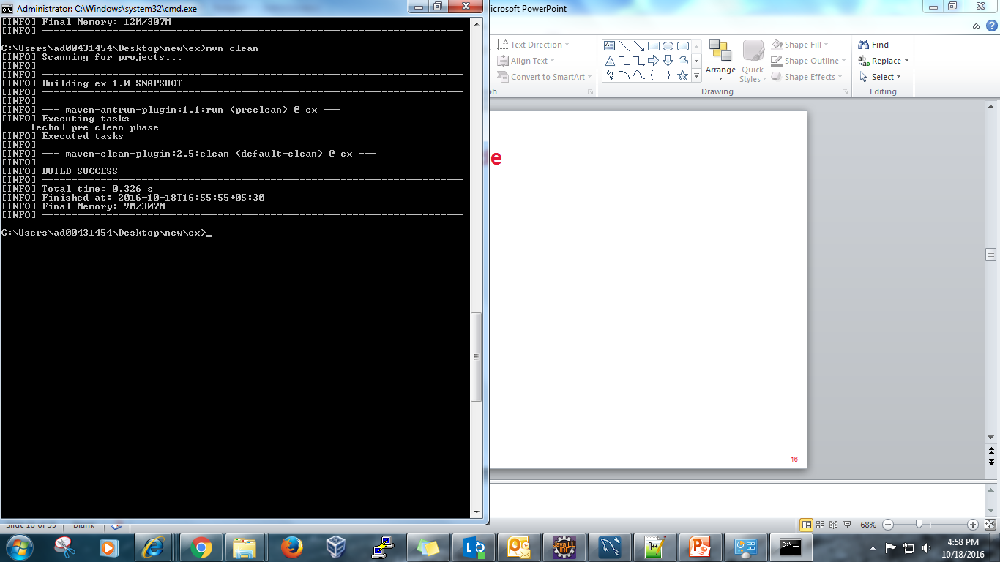 Administrator: C:\Windows\system32\cmd.exe
[INFO] Final Memory: 12M/307M
[INFO] ------------------------------------------------------------------------
C:\Users\ad00431454\Desktop\new\ex>mvn clean
[INFO] Scanning for projects...
[INFO]
[INFO] ------------------------------------------------------------------------
[INFO] Building ex 1.0-SNAPSHOT
[INFO] ------------------------------------------------------------------------
[INFO]
[INFO] --- maven-antrun-plugin:1.1:run (preclean) @ ex ---
[INFO] Executing tasks
[echo] pre-clean phase
[INFO] Executed tasks
[INFO]
[INFO] --- maven-clean-plugin:2.5:clean (default-clean) @ ex ---
[INFO] ------------------------------------------------------------------------
[INFO] BUILD SUCCESS
[INFO] ------------------------------------------------------------------------
[INFO] Total time: 0.326 s
[INFO] Finished at: 2016-10-18T16:55:55+05:30
[INFO] Final Memory: 9M/307M
[INFO] ------------------------------------------------------------------------
C:\Users\ad00431454\Desktop\new\ex>_
icrosoft PowerPoint
Text Direction
Align Text
Convert to SmartArt
ph
Arrange
Quick
Styles
Shape Fill
Shape Outline
Shape Effects
Drawing
Find
Replace
Select
Editing
e
16
68%
Java EE
IDE
C:\
4:58 PM
10/18/2016